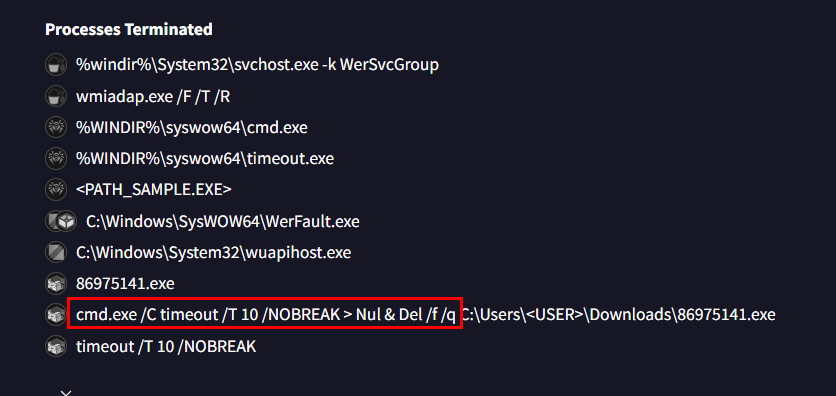 Processes Terminated
%windir%\System32\svchost.exe -k WerSvcGroup
wmiadap.exe /F /T /R
%WINDIR%\syswow64\cmd.exe
%WINDIR%\syswow64\timeout.exe
<PATH_SAMPLE.EXE>
C:\Windows\SysWOW64\WerFault.exe
C:\Windows\System32\wuapihost.exe
86975141.exe
cmd.exe /C timeout /T 10 /NOBREAK > Nul & Del /f /q C:\Users\<USER>\Downloads\86975141.exe
timeout /T 10 /NOBREAK